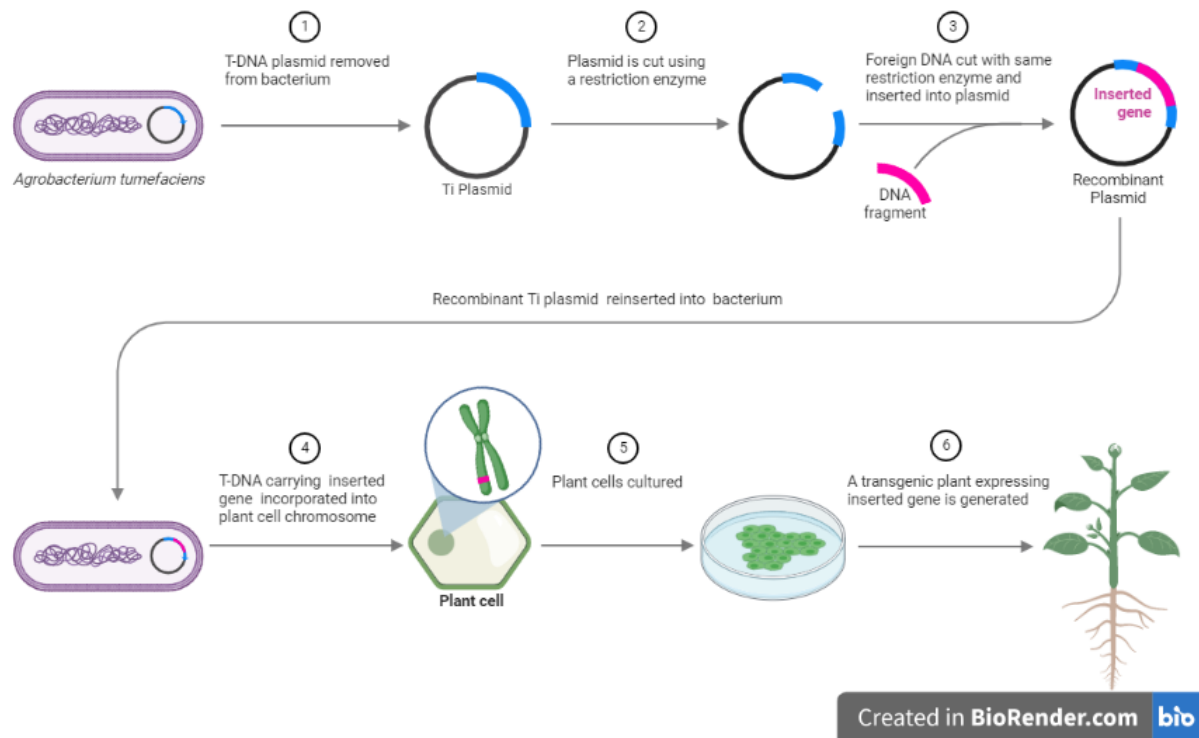 1
T-DNA plasmid removed
from bacterium
2
Plasmid is cut using
a restriction enzyme
3
Foreign DNA cut with same
restriction enzyme and
inserted into plasmid
Inserted
gene
Agrobacterium tumefaciens
Ti Plasmid
DNA
fragment
Recombinant
Plasmid
Recombinant Ti plasmid reinserted into bacterium
4
T-DNA carrying inserted
gene incorporated into
plant cell chromosome
5
Plant cells cultured
6
A transgenic plant expressing
inserted gene is generated
Plant cell
Created in BioRender.com bio